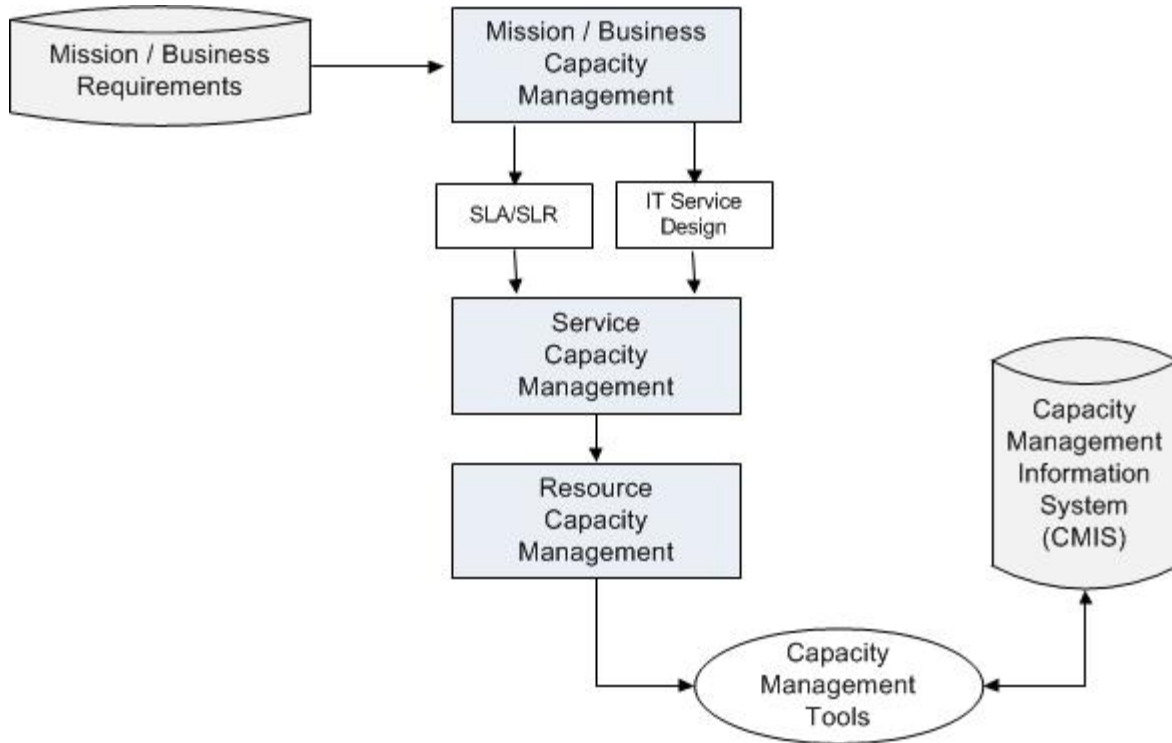 Mission / Business
Requirements
Mission / Business
Capacity
Management
SLA/SLR
IT Service
Design
Service
Capacity
Management
Resource
Capacity
Management
Capacity
Management
Information
System
(CMIS)
Capacity
Management
Tools